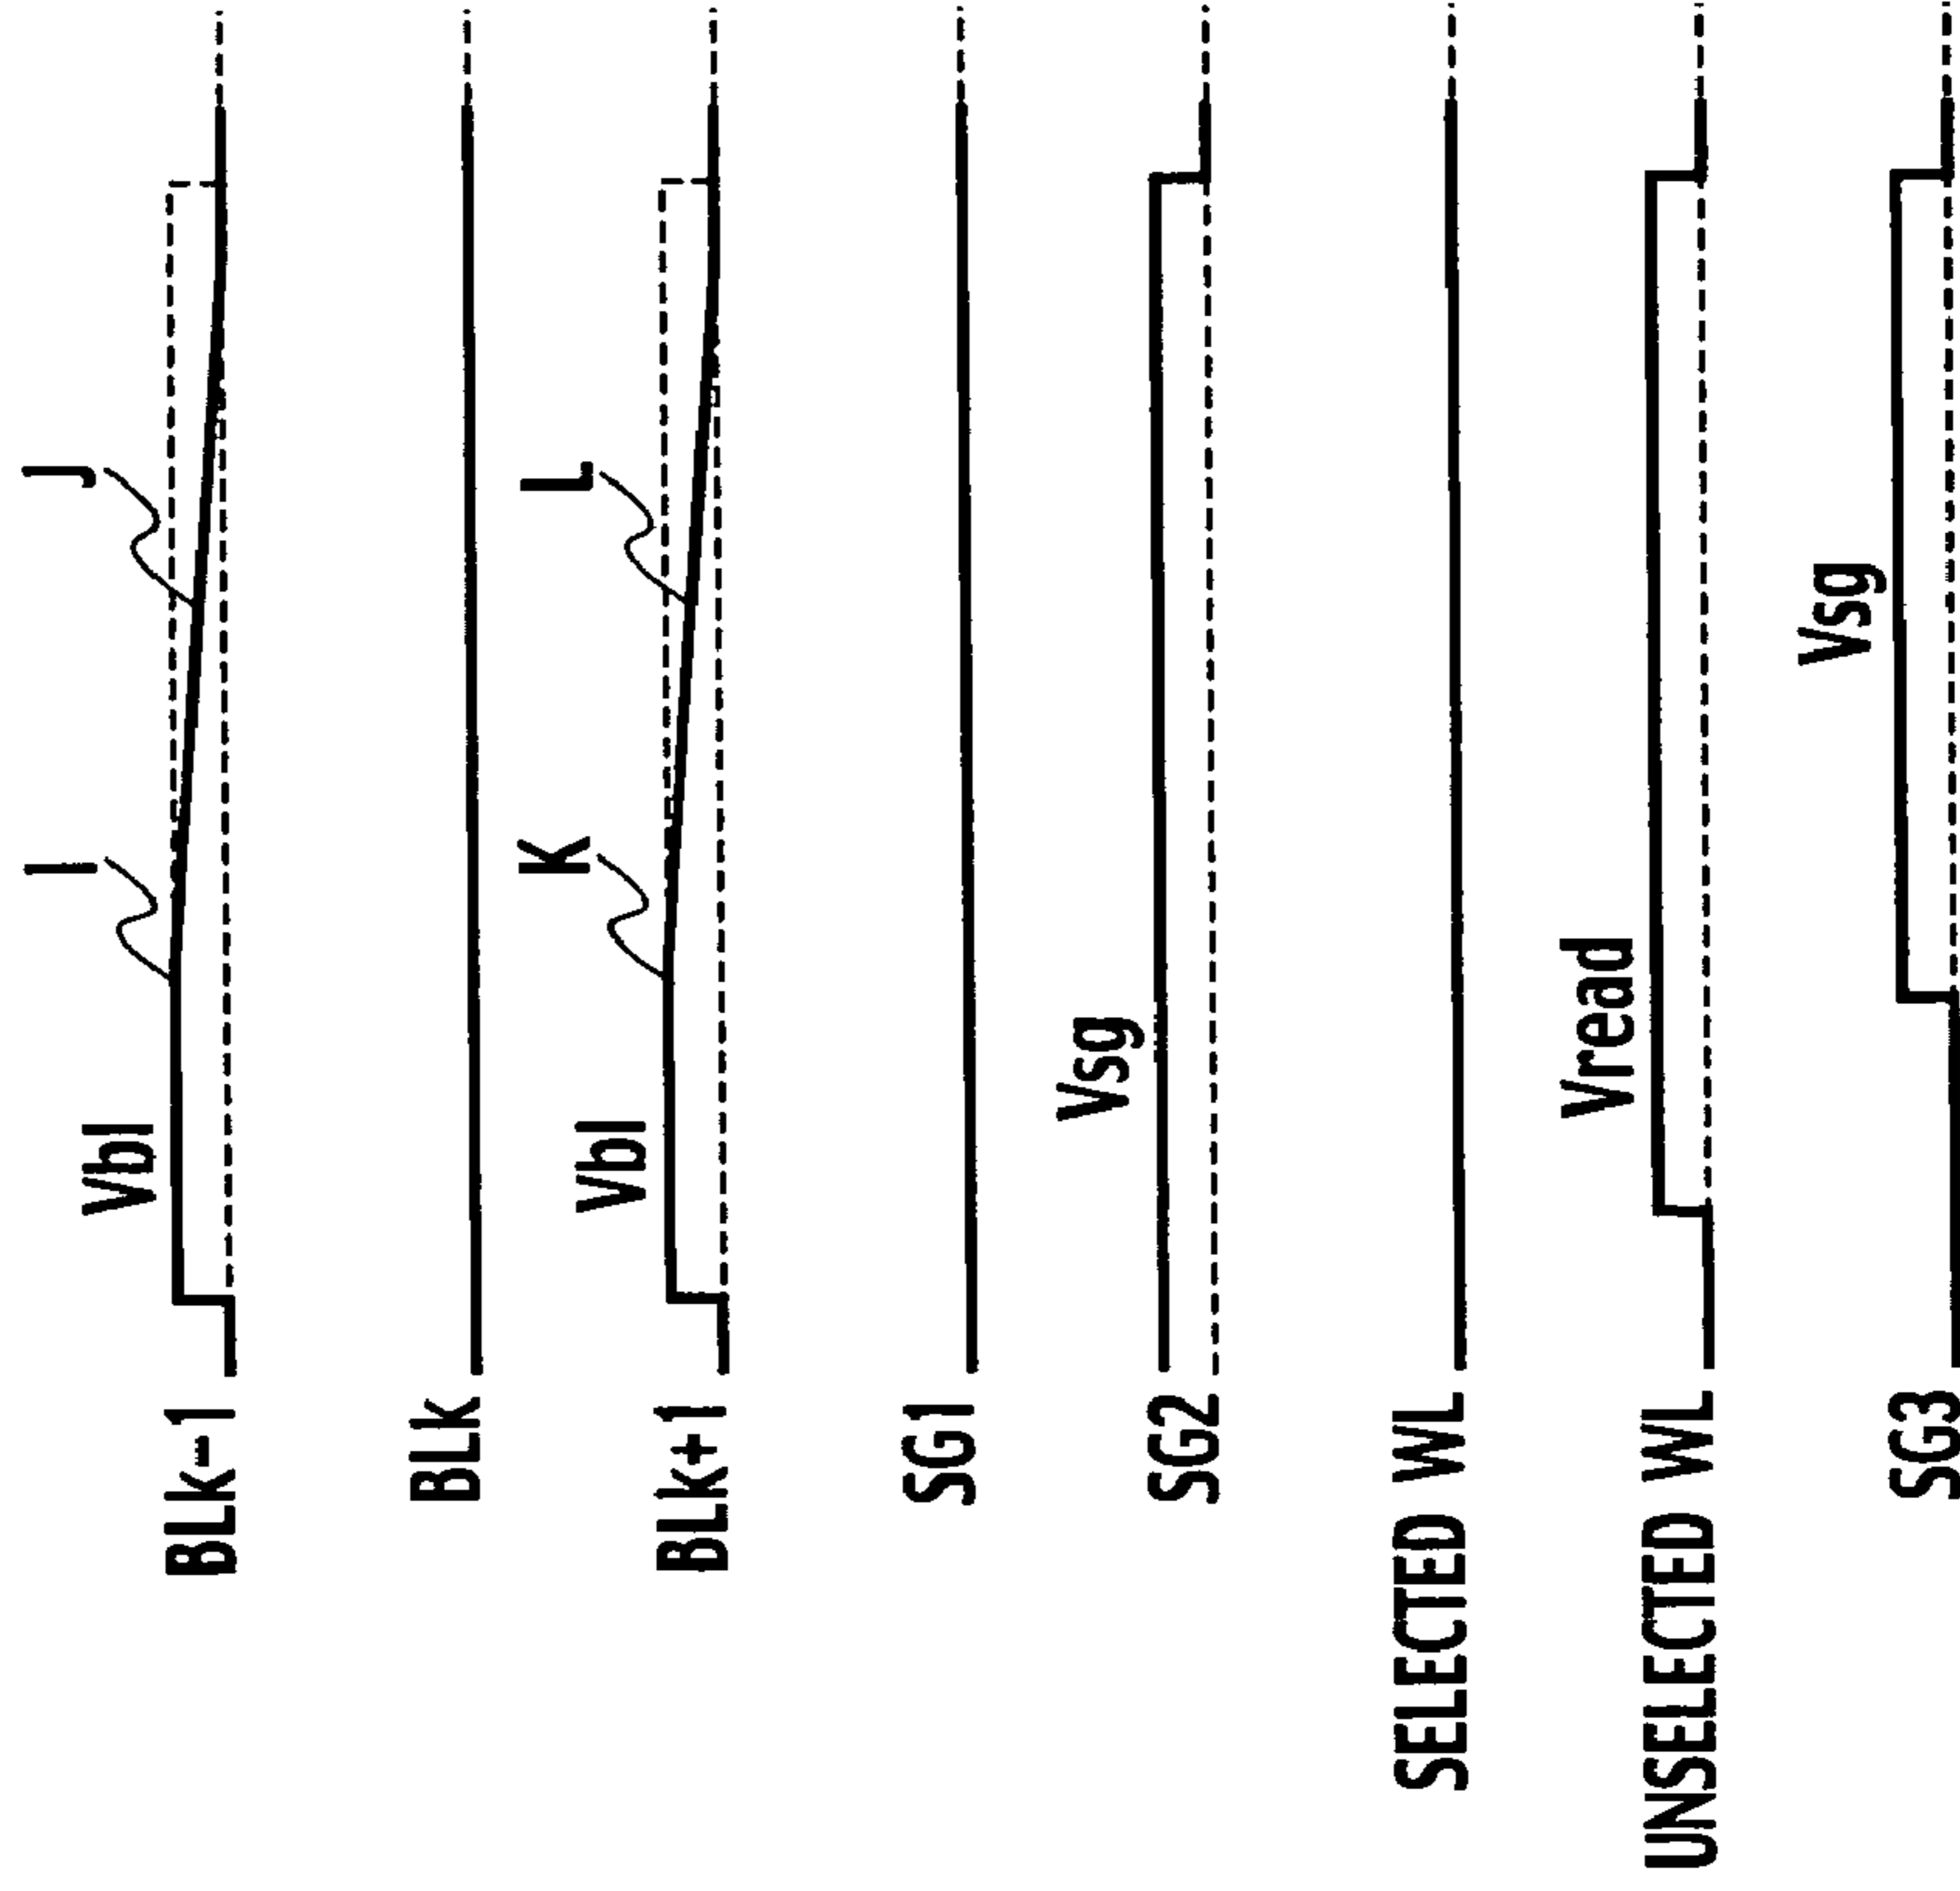 I
J
Vbl
BLk-1
BLk
K
L
Vbl
BLk+1
SG1
Vsg
SG2
SELECTED WL
Vread
UNSELECTED WL
Vsg
SG3